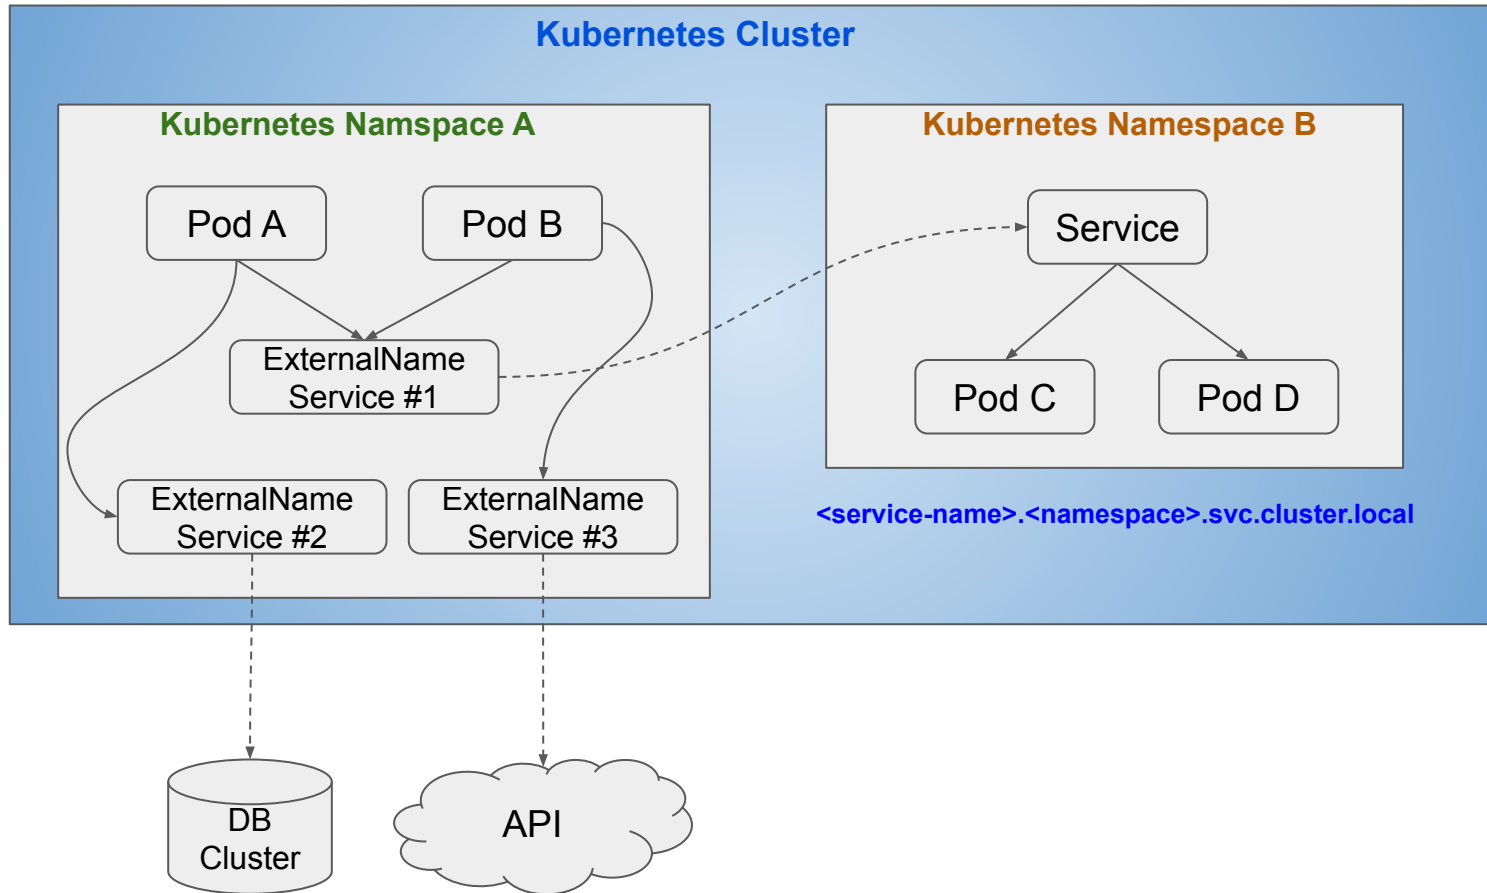 Kubernetes Cluster
Kubernetes Namspace A
Pod A
Pod B
ExternalName
Service #1
ExternalName
Service #2
ExternalName
Service #3
Kubernetes Namespace B
Service
Pod C
Pod D
<service-name>.<namespace>.svc.cluster.local
DB
Cluster
API